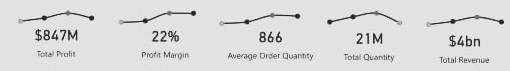 $847M
Total Profit
22%
Profit Margin
866
Average Order Quantity
21M
Total Quantity
$4bn
Total Revenue